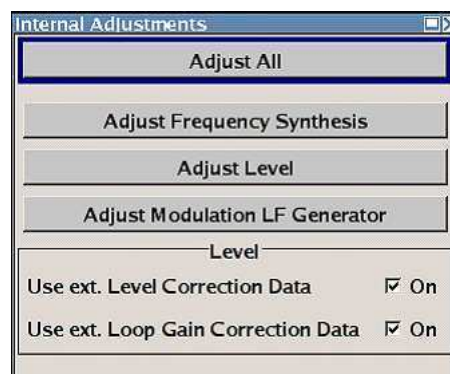 Internal Adjustments
Adjust All
Adjust Frequency Synthesis
Adjust Level
Adjust Modulation LF Generator
Level
Use ext. Level Correction Data On
Use ext. Loop Gain Correction Data On